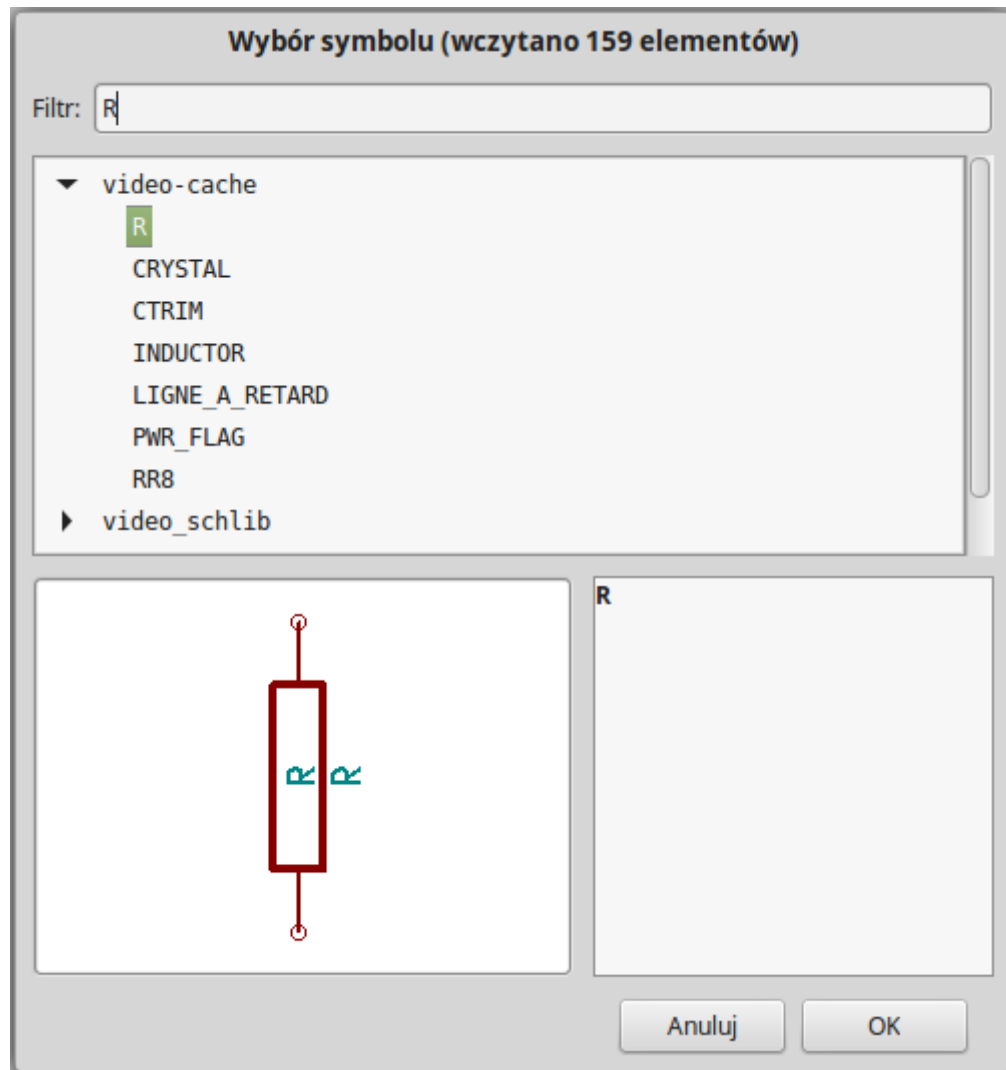 Wybór symbolu (wczytano 159 elementów)
Filtr: R
video-cache
R
CRYSTAL
CTRIM
INDUCTOR
LIGNE_A_RETARD
PWR_FLAG
RR8
video_schlib
R R
R
Anuluj OK